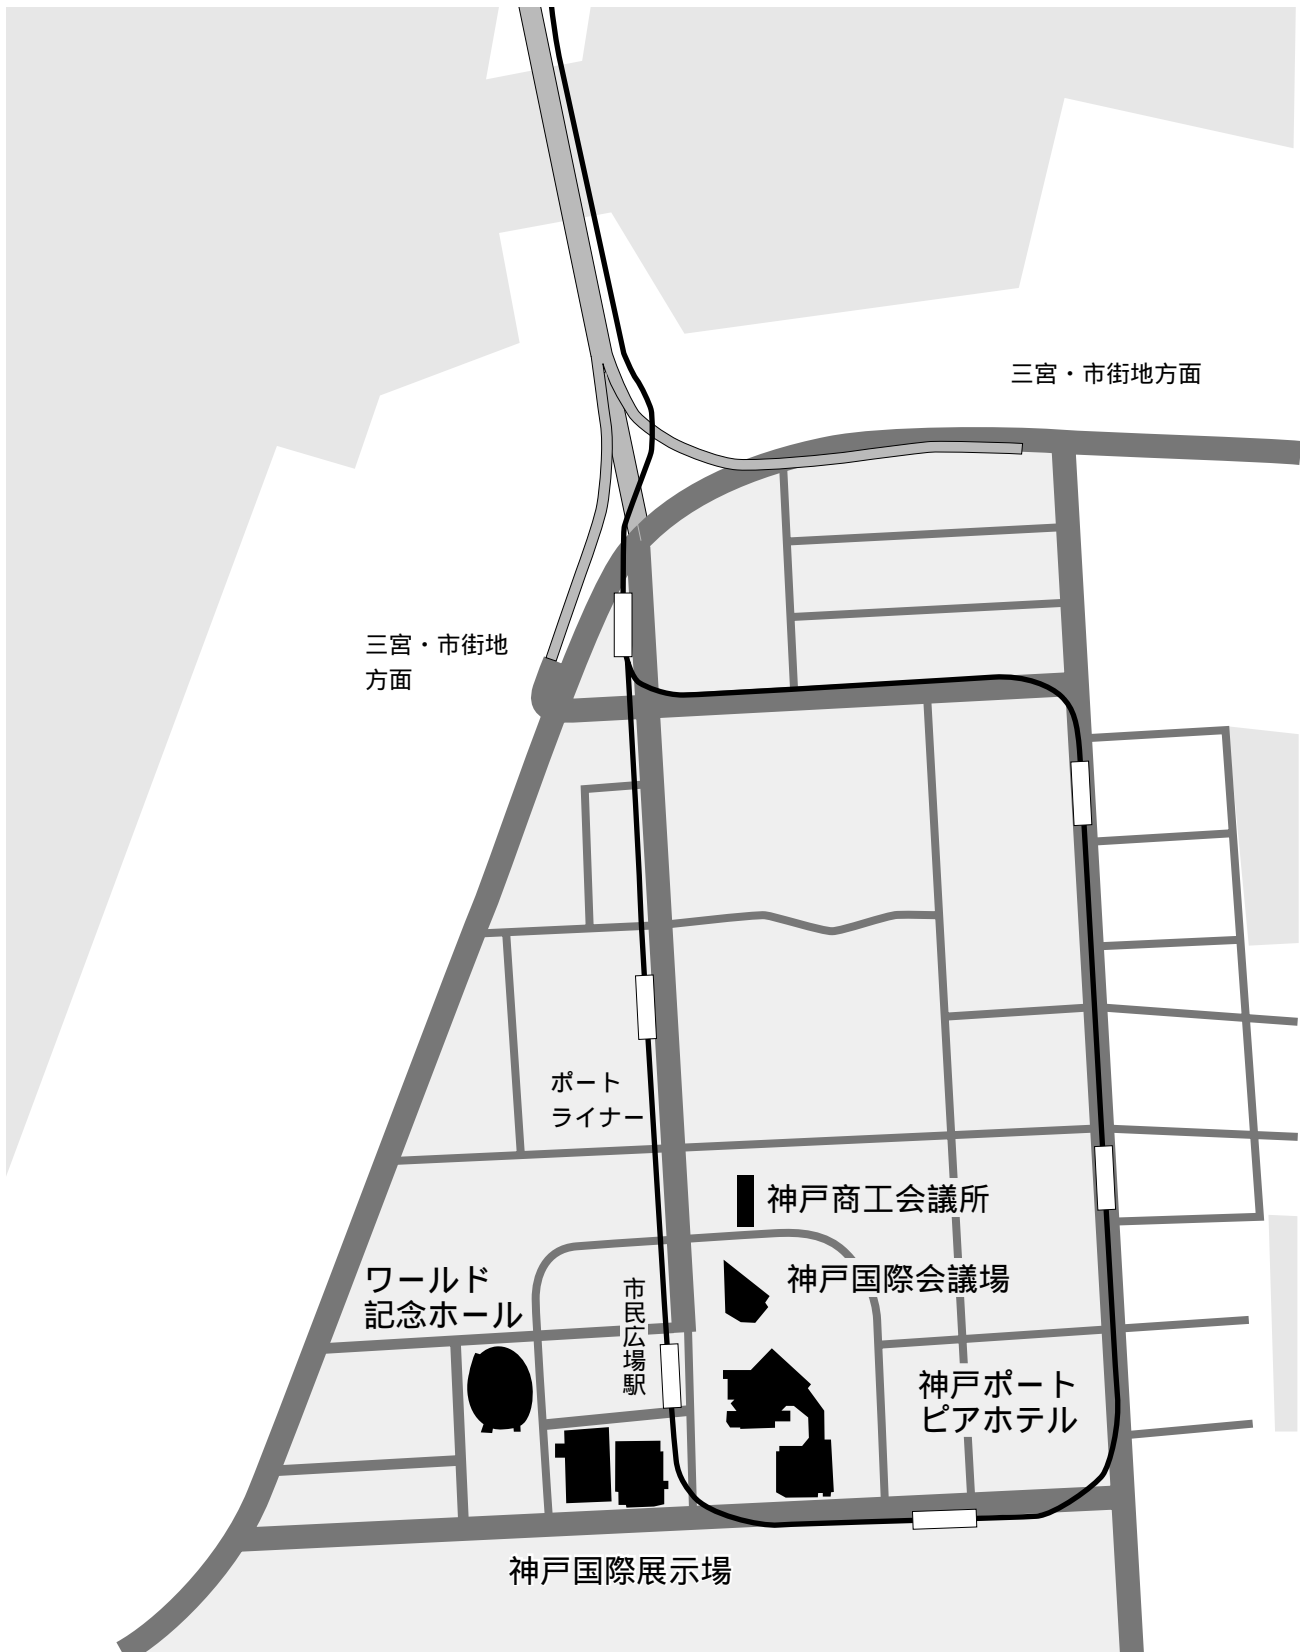 三宮・市街地方面
三宮・市街地
方面
ポート
ライナー
神戸商工会議所
神戸国際会議場
ワールド
記念ホール
市民広場駅
神戸ポート
ピアホテル
神戸国際展示場